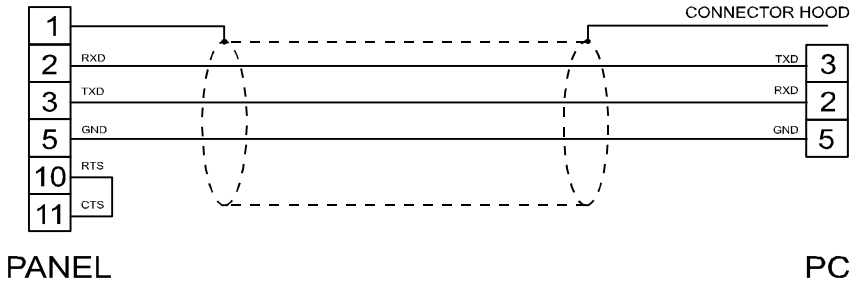 CONNECTOR HOOD
1
2 RXD TXD 3
3 TXD RXD 2
5 GND GND 5
10 RTS
11 CTS
PANEL PC